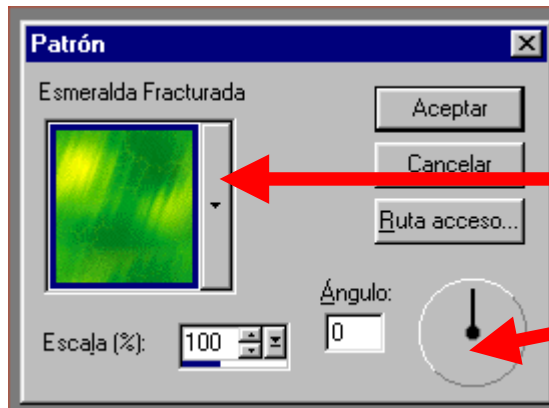 Patrón
Esmeralda Fracturada
Aceptar
Cancelar
Ruta acceso...
Ángulo:
Escala (%): 100 0